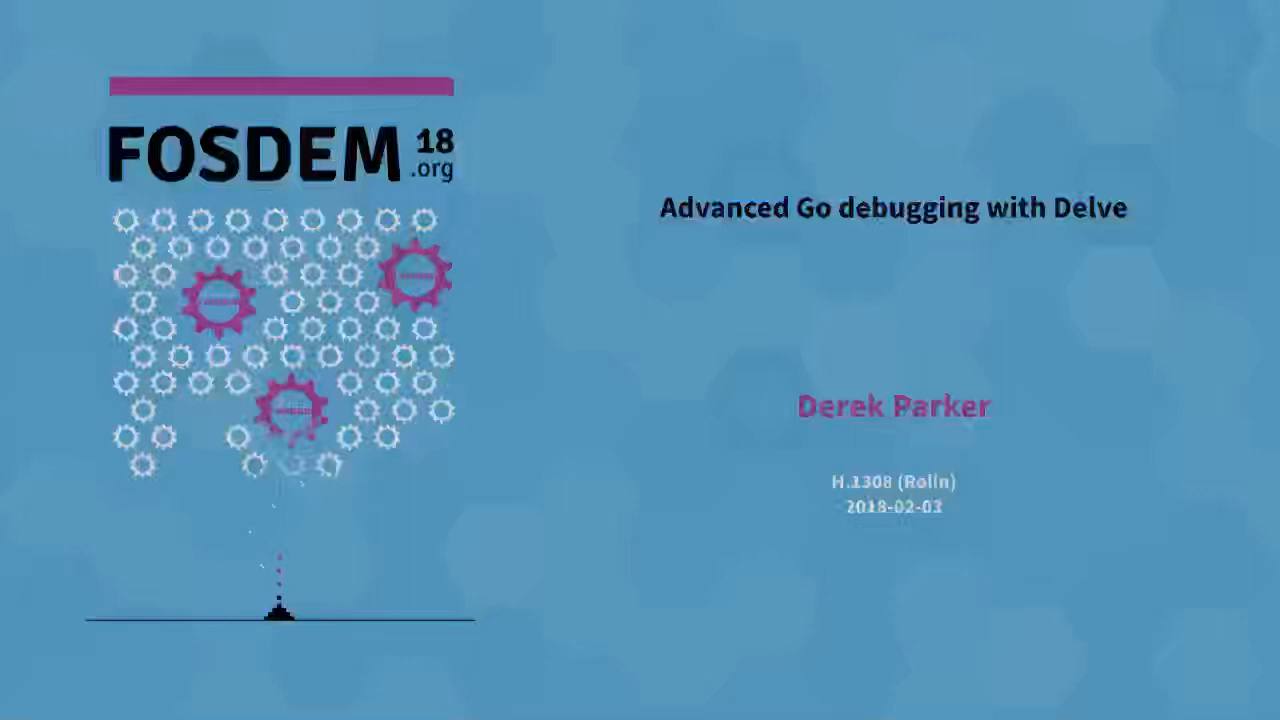 FOSDEM 18
.org
Advanced Go debugging with Delve
Derek Parker
H.1308 (Rolin)
2018-02-03